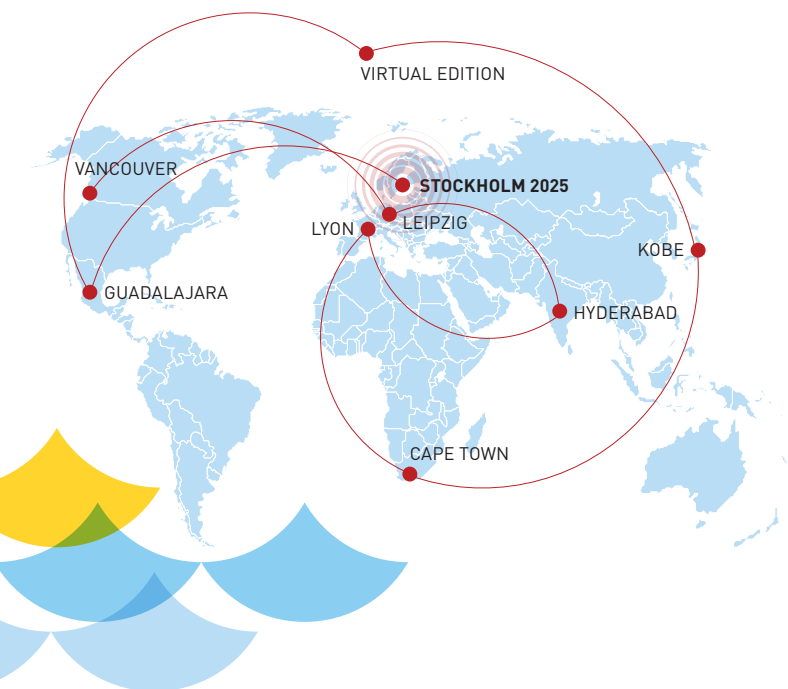 VIRTUAL EDITION
VANCOUVER
STOCKHOLM 2025
LEIPZIG
LYON
KOBE
GUADALAJARA
HYDERABAD
CAPE TOWN